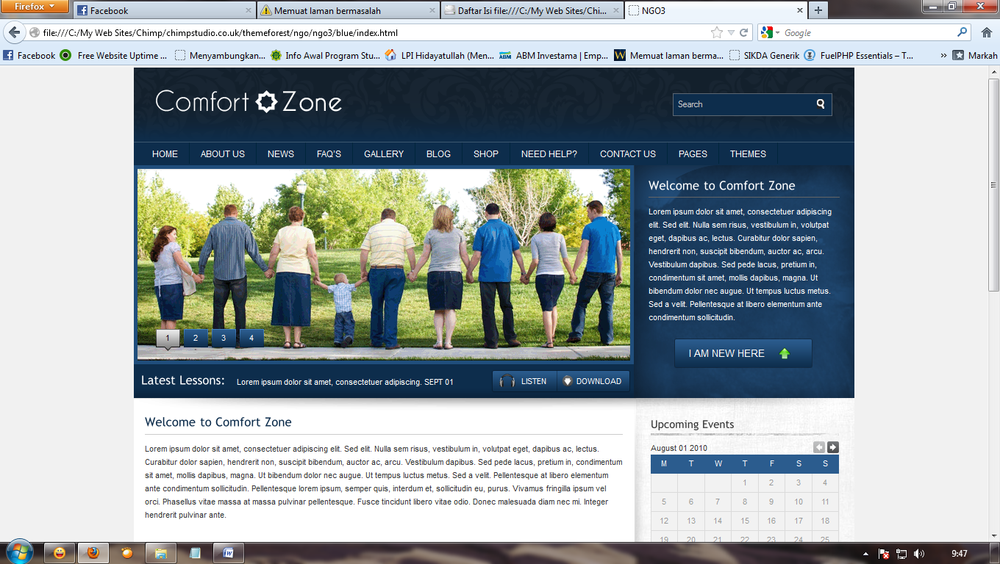 Firefox
Facebook
Memuat laman bermasalah
Daftar Isi file:///C:/My Web Sites/Chi...
NGO3
file:///C:/My Web Sites/Chimp/chimpstudio.co.uk/themeforest/ngo/ngo3/blue/index.html
Google
Facebook
Free Website Uptime ...
Menyambungkan...
Info Awal Program Stu...
LPI Hidayatullah (Men...
ABM Investama | Emp...
Memuat laman berma...
SIKDA Generik
FuelPHP Essentials – T...
Markah
Comfort Zone
Search
HOME ABOUT US NEWS FAQ'S GALLERY BLOG SHOP NEED HELP? CONTACT US PAGES THEMES
1 2 3 4
Latest Lessons: Lorem ipsum dolor sit amet, consectetuer adipiscing. SEPT 01
LISTEN DOWNLOAD
Welcome to Comfort Zone
Lorem ipsum dolor sit amet, consectetuer adipiscing
elit. Sed elit. Nulla sem risus, vestibulum in, volutpat
eget, dapibus ac, lectus. Curabitur dolor sapien,
hendrerit non, suscipit bibendum, auctor ac, arcu.
Vestibulum dapibus. Sed pede lacus, pretium in,
condimentum sit amet, mollis dapibus, magna. Ut
bibendum dolor nec augue. Ut tempus luctus metus.
Sed a velit. Pellentesque at libero elementum ante
condimentum sollicitudin.
I AM NEW HERE
Welcome to Comfort Zone
Lorem ipsum dolor sit amet, consectetuer adipiscing elit. Sed elit. Nulla sem risus, vestibulum in, volutpat eget, dapibus ac, lectus.
Curabitur dolor sapien, hendrerit non, suscipit bibendum, auctor ac, arcu. Vestibulum dapibus. Sed pede lacus, pretium in, condimentum
sit amet, mollis dapibus, magna. Ut bibendum dolor nec augue. Ut tempus luctus metus. Sed a velit. Pellentesque at libero elementum
ante condimentum sollicitudin. Pellentesque lorem ipsum, semper quis, interdum et, sollicitudin eu, purus. Vivamus fringilla ipsum vel
orci. Phasellus vitae massa at massa pulvinar pellentesque. Fusce tincidunt libero vitae odio. Donec malesuada diam nec mi. Integer
hendrerit pulvinar ante.
Upcoming Events
August 01 2010
M T W T F S S
1 2 3 4
5 6 7 8 9 10 11
12 13 14 15 16 17 18
19 20 21 22 23 24 25
9:47